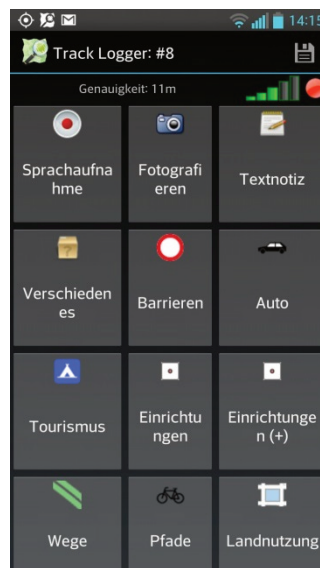 14:15
Track Logger: #8
Genauigkeit: 11m
Sprachaufna
hme
Fotografi
eren
Textnotiz
Verschieden
es
Barrieren
Auto
Tourismus
Einrichtu
ngen
Einrichtunge
n (+)
Wege
Pfade
Landnutzung